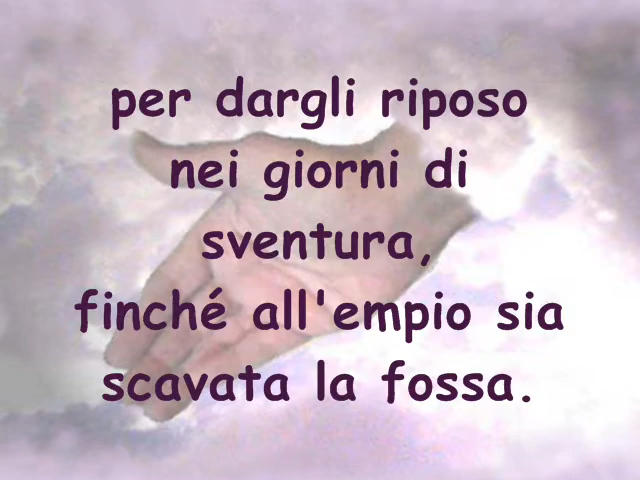 per dargli riposo
nei giorni di
sventura,
finché all'empio sia
scavata la fossa.